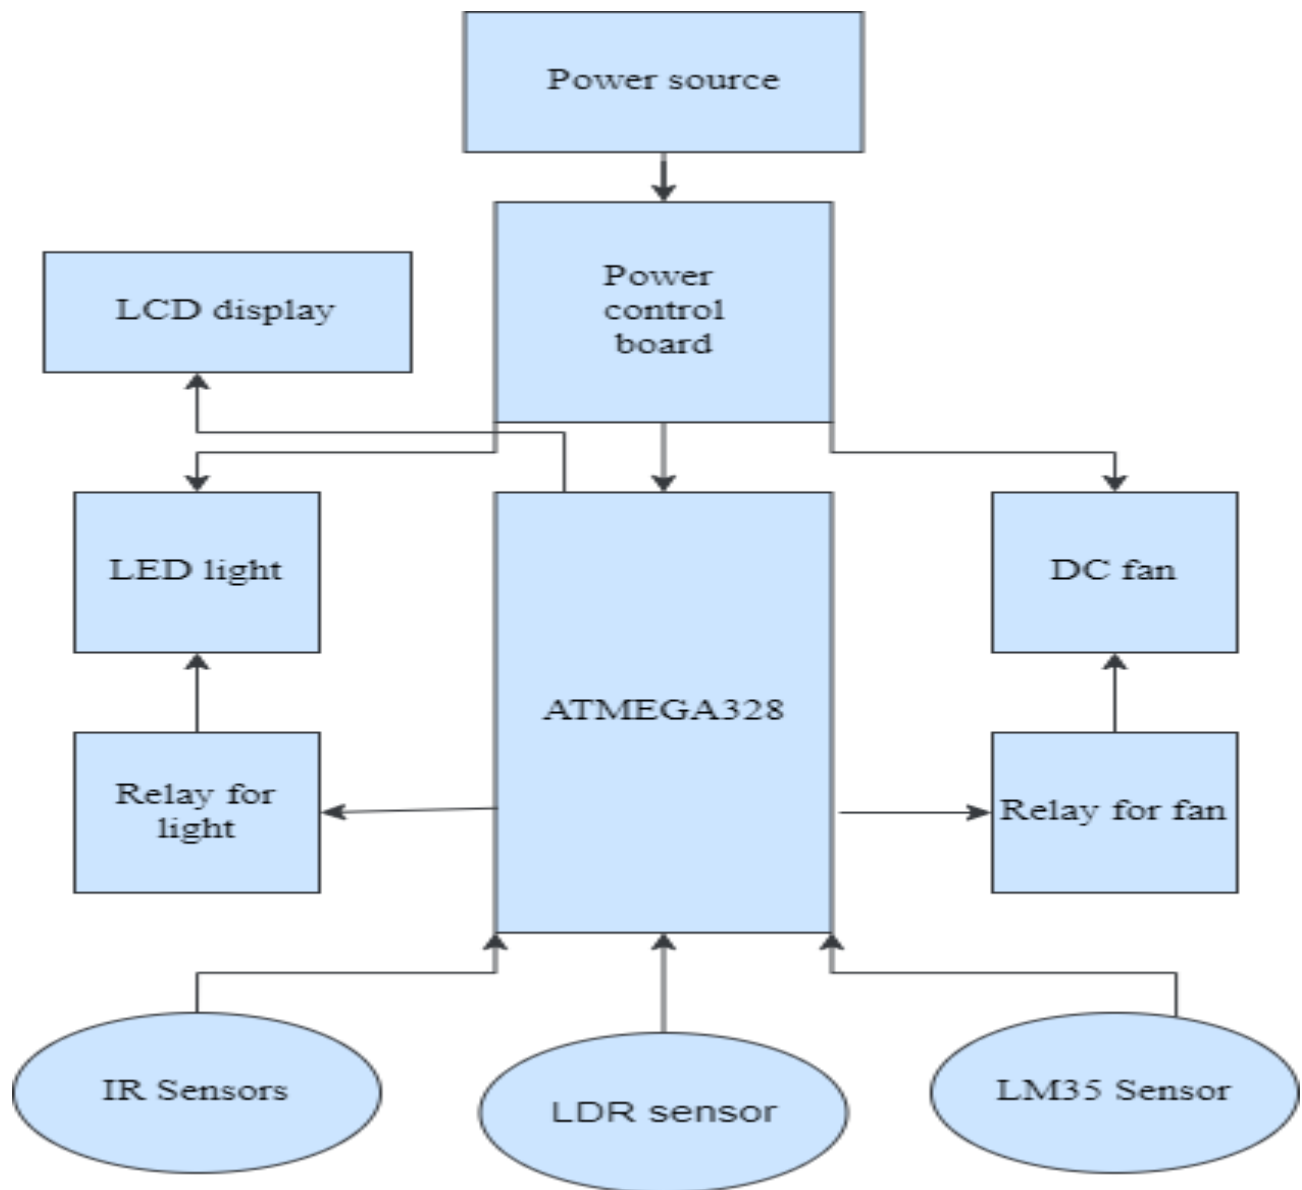 Power source
Power
control
board
LCD display
LED light
DC fan
ATMEGA328
Relay for
light
Relay for fan
IR Sensors
LDR sensor
LM35 Sensor